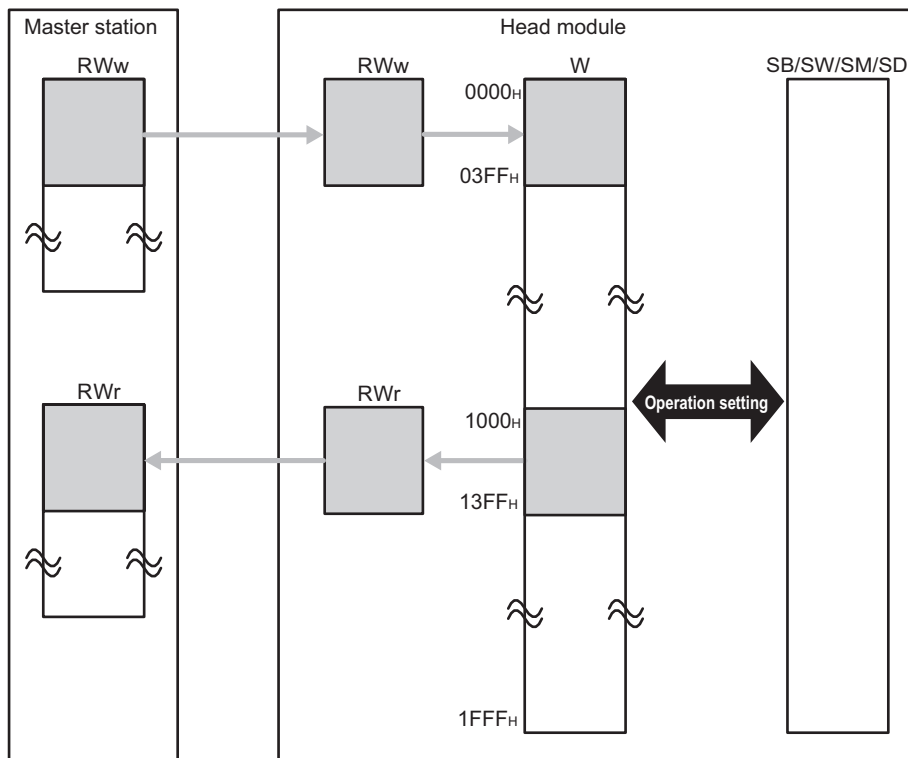 Master station
Head module
RWw
RWw
W
SB/SW/SM/SD
0000H
03FFH
RWr
RWr
1000H
Operation setting
13FFH
1FFFH